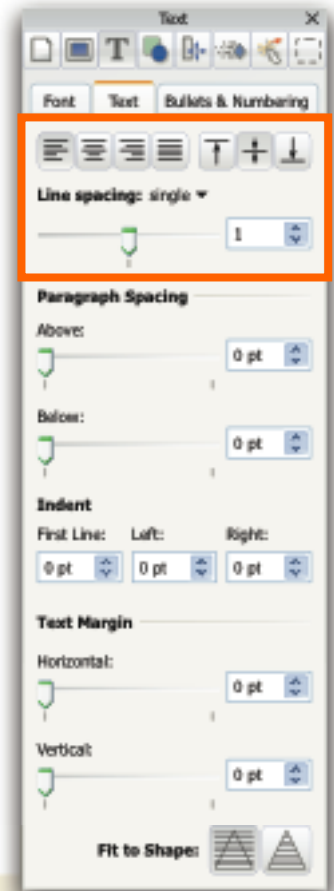 Text
Font Text Bullets & Numbering
Line spacing: single
1
Paragraph Spacing
Above:
0 pt
Below:
0 pt
Indent
First Line: Left: Right:
0 pt 0 pt 0 pt
Text Margin
Horizontal:
0 pt
Vertical:
0 pt
Fit to Shape: